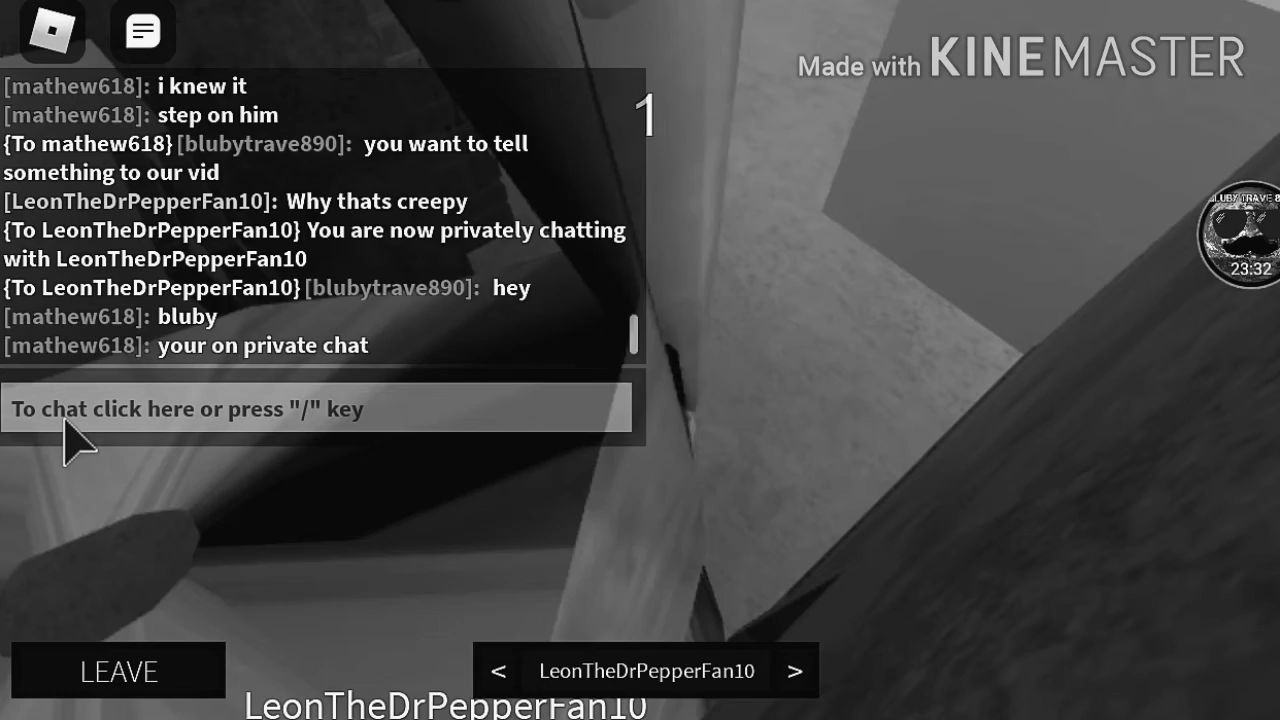 Made with KINEMASTER
[mathew618]: i knew it
[mathew618]: step on him
1
{To mathew618} [blubytrave890]: you want to tell
something to our vid
[LeonTheDrPepperFan10]: Why thats creepy
{To LeonTheDrPepperFan10} You are now privately chatting
with LeonTheDrPepperFan10
{To LeonTheDrPepperFan10} [blubytrave890]: hey
[mathew618]: bluby
[mathew618]: your on private chat
23:32
To chat click here or press "/" key
LEAVE
< LeonTheDrPepperFan10 >
LeonTheDrPepperFan10